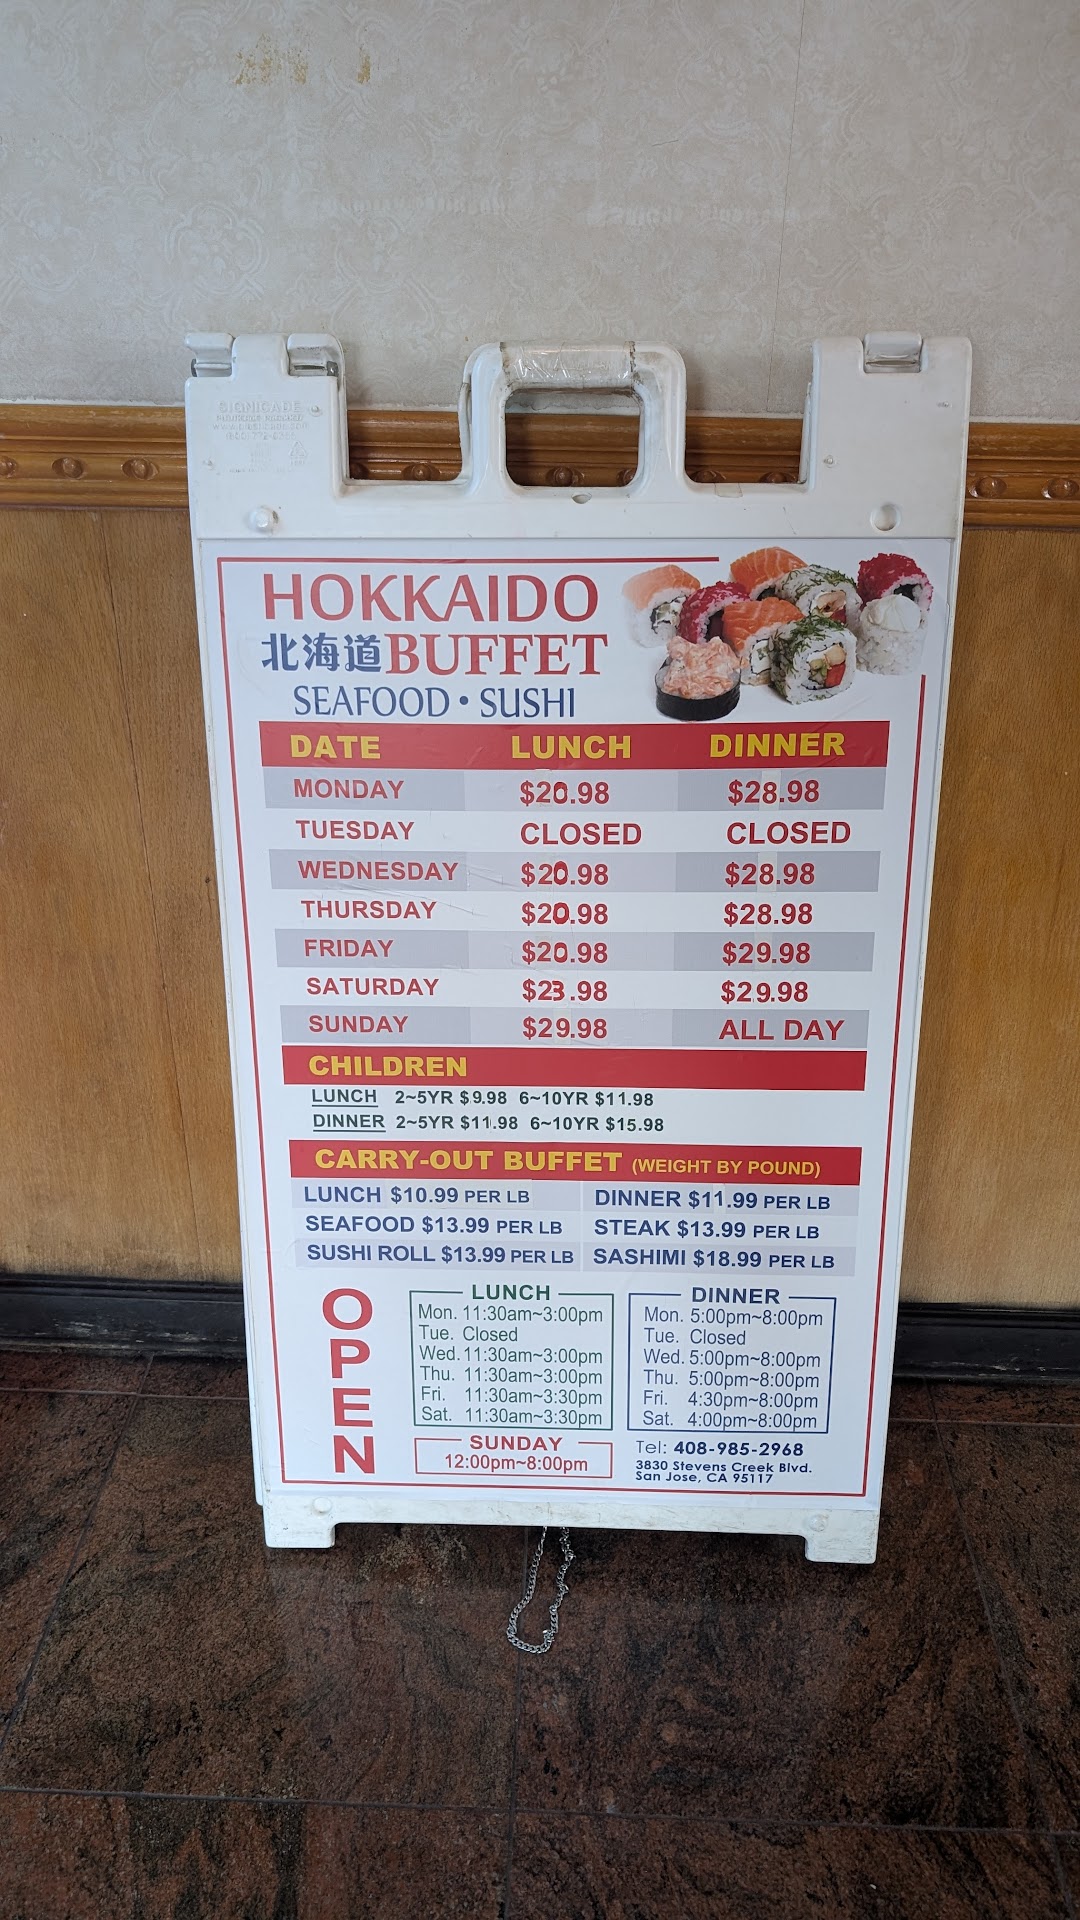 SIGNICADE
HOKKAIDO
北海道BUFFET
SEAFOOD • SUSHI
DATE LUNCH DINNER
MONDAY $20.98 $28.98
TUESDAY CLOSED CLOSED
WEDNESDAY $20.98 $28.98
THURSDAY $20.98 $28.98
FRIDAY $20.98 $29.98
SATURDAY $23.98 $29.98
SUNDAY $29.98 ALL DAY
CHILDREN
LUNCH 2~5YR $9.98 6~10YR $11.98
DINNER 2~5YR $11.98 6~10YR $15.98
CARRY-OUT BUFFET (WEIGHT BY POUND)
LUNCH $10.99 PER LB DINNER $11.99 PER LB
SEAFOOD $13.99 PER LB STEAK $13.99 PER LB
SUSHI ROLL $13.99 PER LB SASHIMI $18.99 PER LB
OPEN
LUNCH
Mon. 11:30am~3:00pm
Tue. Closed
Wed. 11:30am~3:00pm
Thu. 11:30am~3:00pm
Fri. 11:30am~3:30pm
Sat. 11:30am~3:30pm
SUNDAY
12:00pm~8:00pm
DINNER
Mon. 5:00pm~8:00pm
Tue. Closed
Wed. 5:00pm~8:00pm
Thu. 5:00pm~8:00pm
Fri. 4:30pm~8:00pm
Sat. 4:00pm~8:00pm
Tel: 408-985-2968
3830 Stevens Creek Blvd.
San Jose, CA 95117